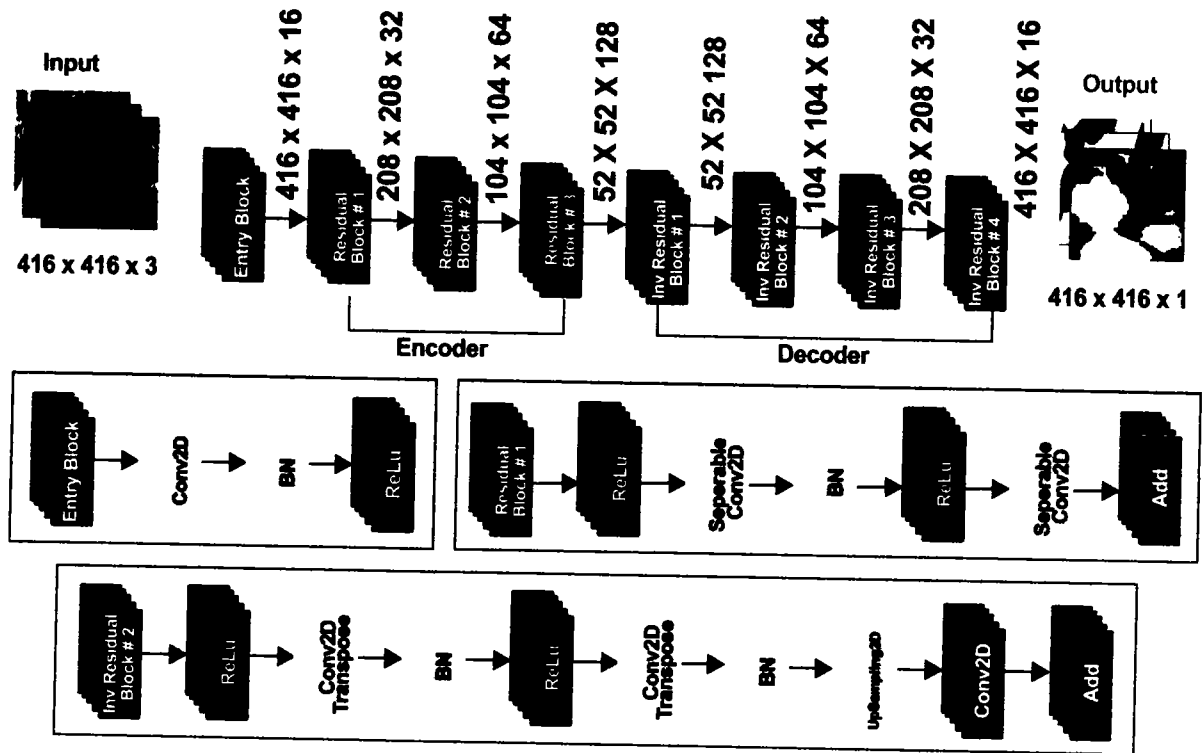 Input
416 x 416 x 3
Entry Block
416 x 416 x 16
Residual
Block # 1
208 x 208 x 32
Residual
Block # 2
104 x 104 x 64
Residual
Block # 3
52 X 52 X 128
Inv Residual
Block # 1
52 X 52 128
Inv Residual
Block # 2
104 X 104 X 64
Inv Residual
Block # 3
208 X 208 X 32
Inv Residual
Block # 4
416 X 416 X 16
Output
416 x 416 x 1
Encoder
Decoder
Entry Block
Conv2D
BN
ReLu
Residual
Block # 1
ReLu
Seperable
Conv2D
BN
ReLu
Seperable
Conv2D
Add
Inv Residual
Block # 2
ReLu
Conv2D
Transpose
BN
ReLu
Conv2D
Transpose
BN
UpSampling2D
Conv2D
Add